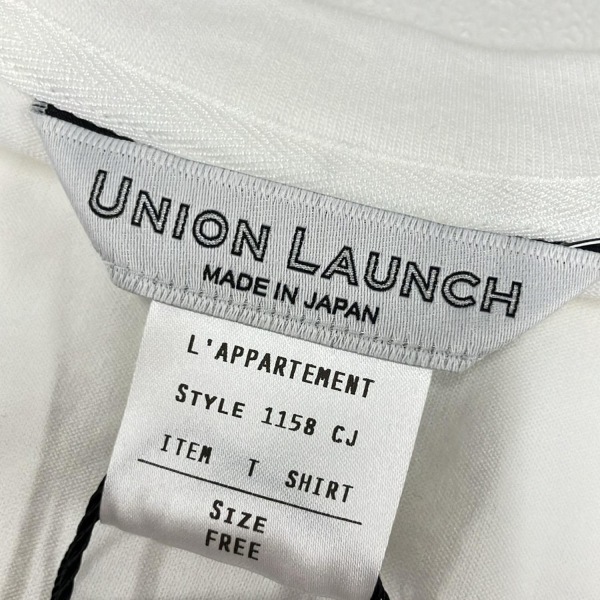 UNION LAUNCH
MADE IN JAPAN
L'APPARTEMENT
STYLE 1158 CJ
ITEM T SHIRT
SIZE
FREE